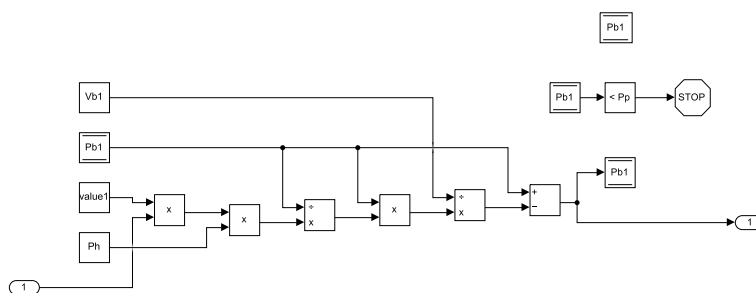 Pb1
Vb1
Pb1
< Pp
STOP
Pb1
Pb1
value1
x
x
÷
x
x
÷
x
+
−
Ph
1
1